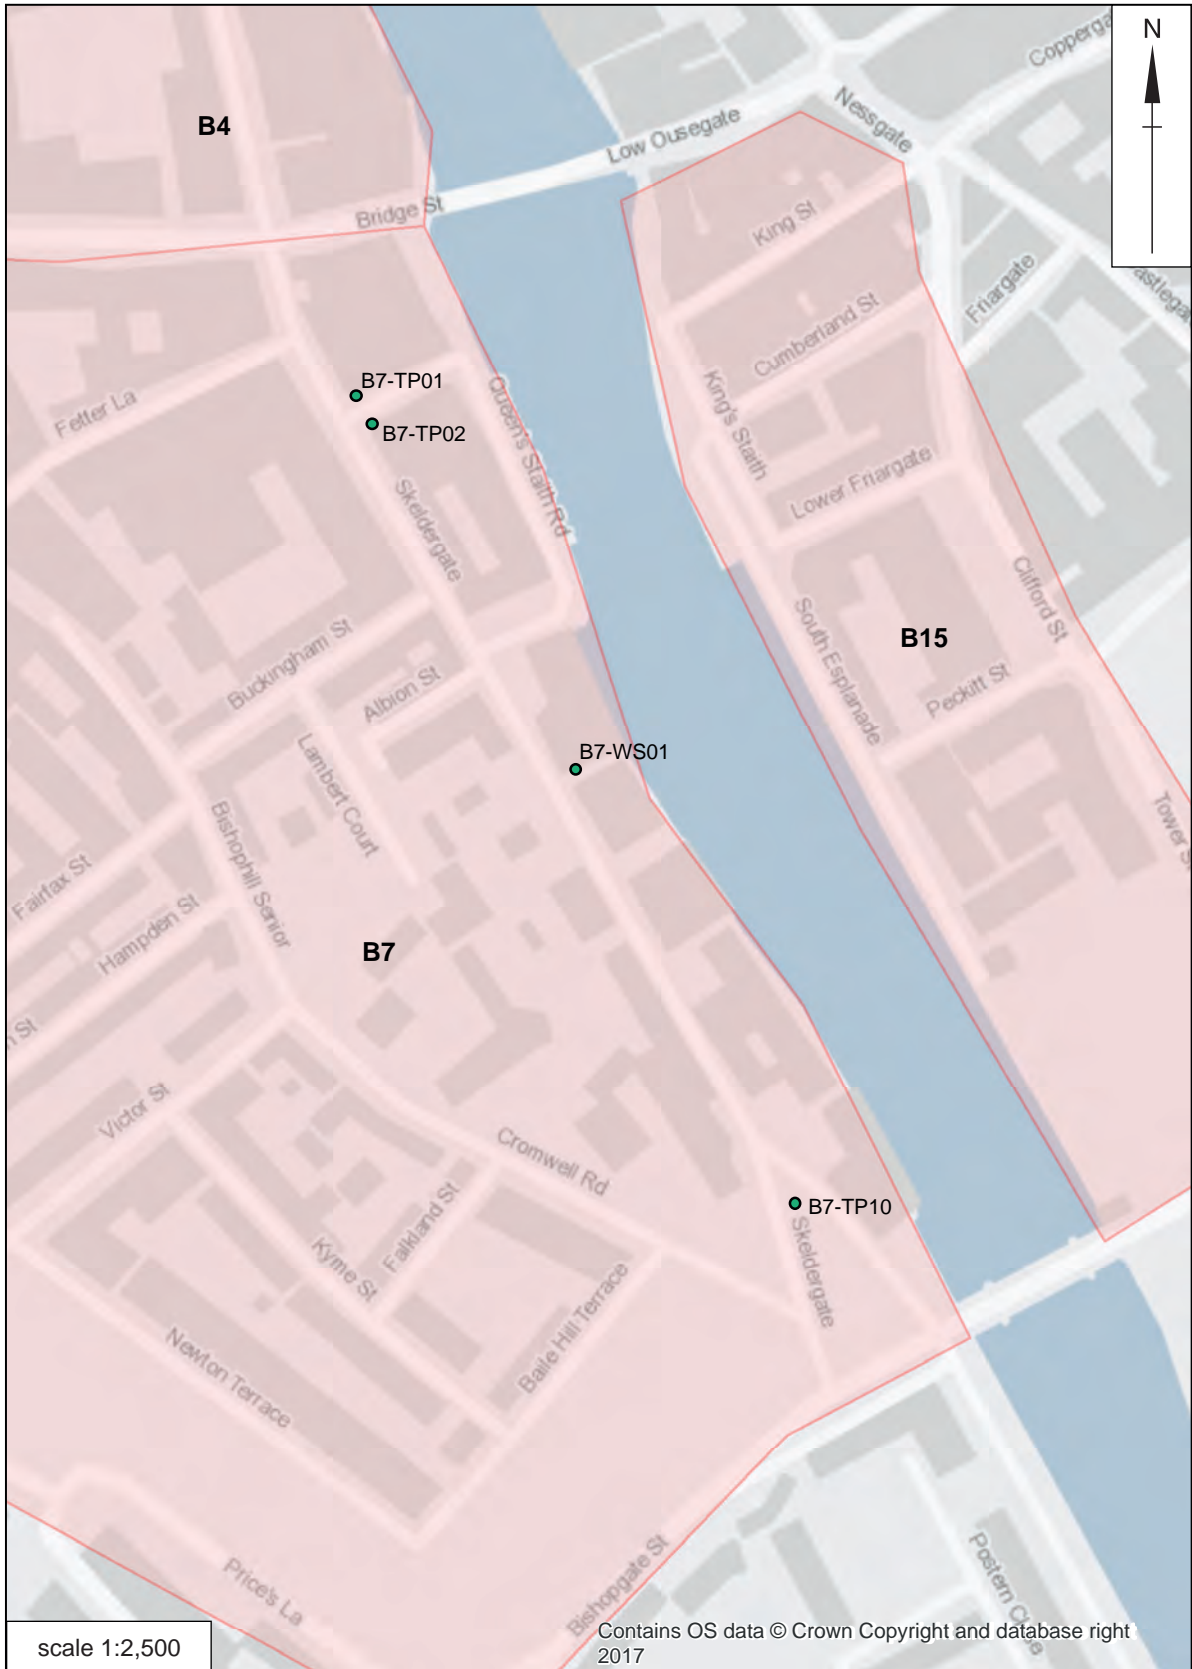 N
Coppergа
Nessgate
Low Ousegate
B4
Bridge St
King St
Friargate
astlegat
Cumberland St
B7-TP01
Fetter La
B7-TP02
Queen's Staith Rd
King's Staith
Skeldergate
Lower Friargate
Clifford St
B15
South Esplanade
Buckingham St
Albion St
Peckitt St
B7-WS01
Lambert Court
Tower St
Bishophill Senior
Fairfax St
Hampden St
B7
n St
Victor St
Cromwell Rd
B7-TP10
Falkland St
Kyme St
Skeldergate
Baile Hill Terrace
Newton Terrace
Price's La
Bishopgate St
Postern Close
scale 1:2,500
Contains OS data © Crown Copyright and database right
2017